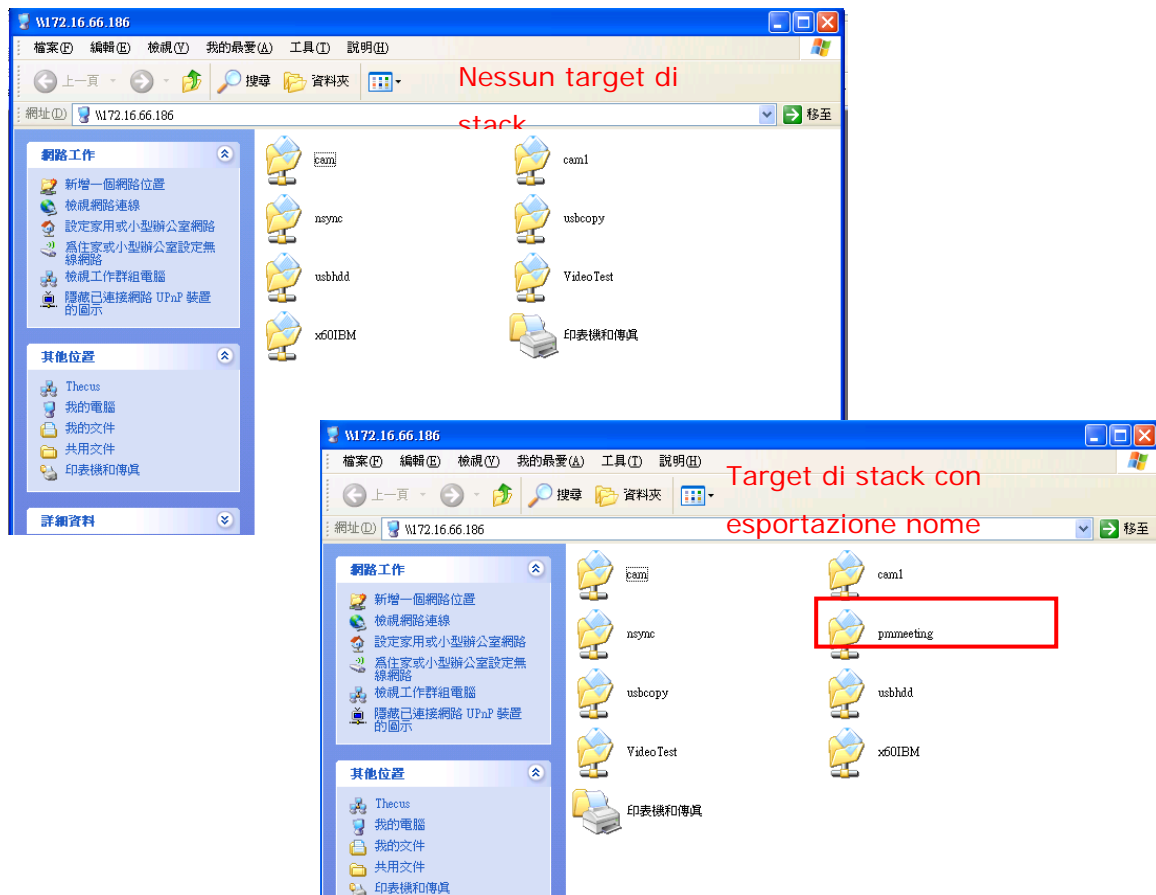 \\172.16.66.186
檔案(F) 編輯(E) 檢視(V) 我的最愛(A) 工具(T) 說明(H)
上一頁 搜尋 資料夾
Nessun target di
stack
網址(D) \\172.16.66.186 移至
網路工作
新增一個網路位置
檢視網路連線
設定家用或小型辦公室網路
為住家或小型辦公室設定無
線網路
檢視工作群組電腦
隱藏已連接網路 UPnP 裝置
的圖示
其他位置
Thecus
我的電腦
我的文件
共用文件
印表機和傳真
詳細資料
cam
cam1
nsync
usbcopy
usbhdd
VideoTest
x60IBM
印表機和傳真
\\172.16.66.186
檔案(F) 編輯(E) 檢視(V) 我的最愛(A) 工具(T) 說明(H)
上一頁 搜尋 資料夾
Target di stack con
esportazione nome
網址(D) \\172.16.66.186 移至
網路工作
新增一個網路位置
檢視網路連線
設定家用或小型辦公室網路
為住家或小型辦公室設定無
線網路
檢視工作群組電腦
隱藏已連接網路 UPnP 裝置
的圖示
其他位置
Thecus
我的電腦
我的文件
共用文件
印表機和傳真
cam
cam1
nsync
pmmeeting
usbcopy
usbhdd
VideoTest
x60IBM
印表機和傳真